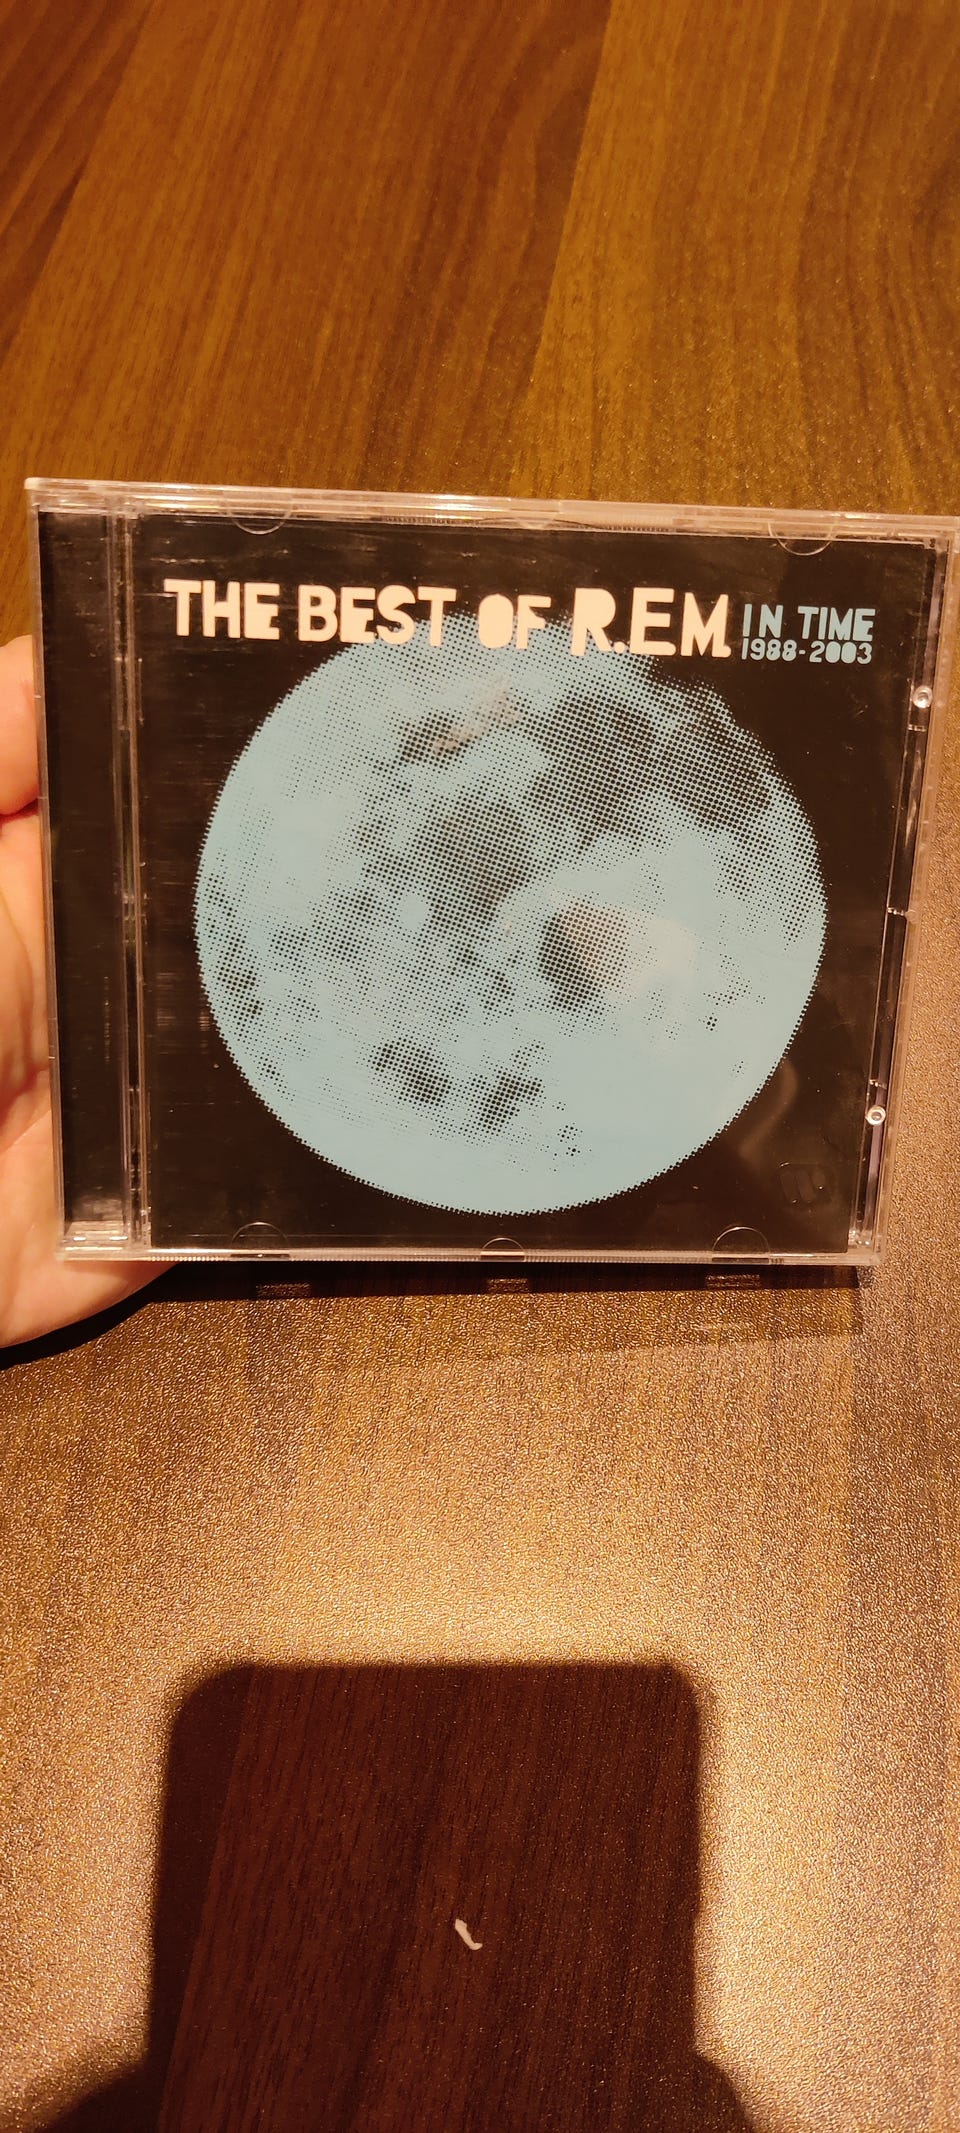 THE BEST OF R.E.M. IN TIME
1988-2003